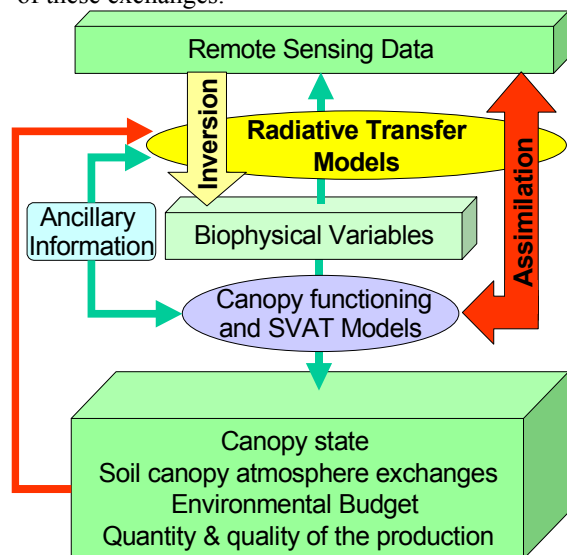 of these exchanges.
Remote Sensing Data
Inversion
Radiative Transfer
Models
Assimilation
Ancillary
Information
Biophysical Variables
Canopy functioning
and SVAT Models
Canopy state
Soil canopy atmosphere exchanges
Environmental Budget
Quantity & quality of the production